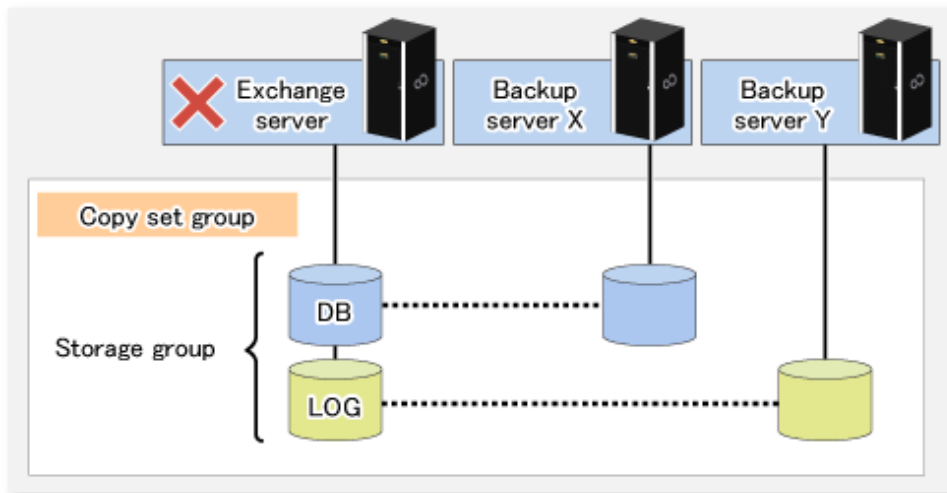 Exchange
server
Backup
server X
Backup
server Y
Copy set group
DB
Storage group
LOG